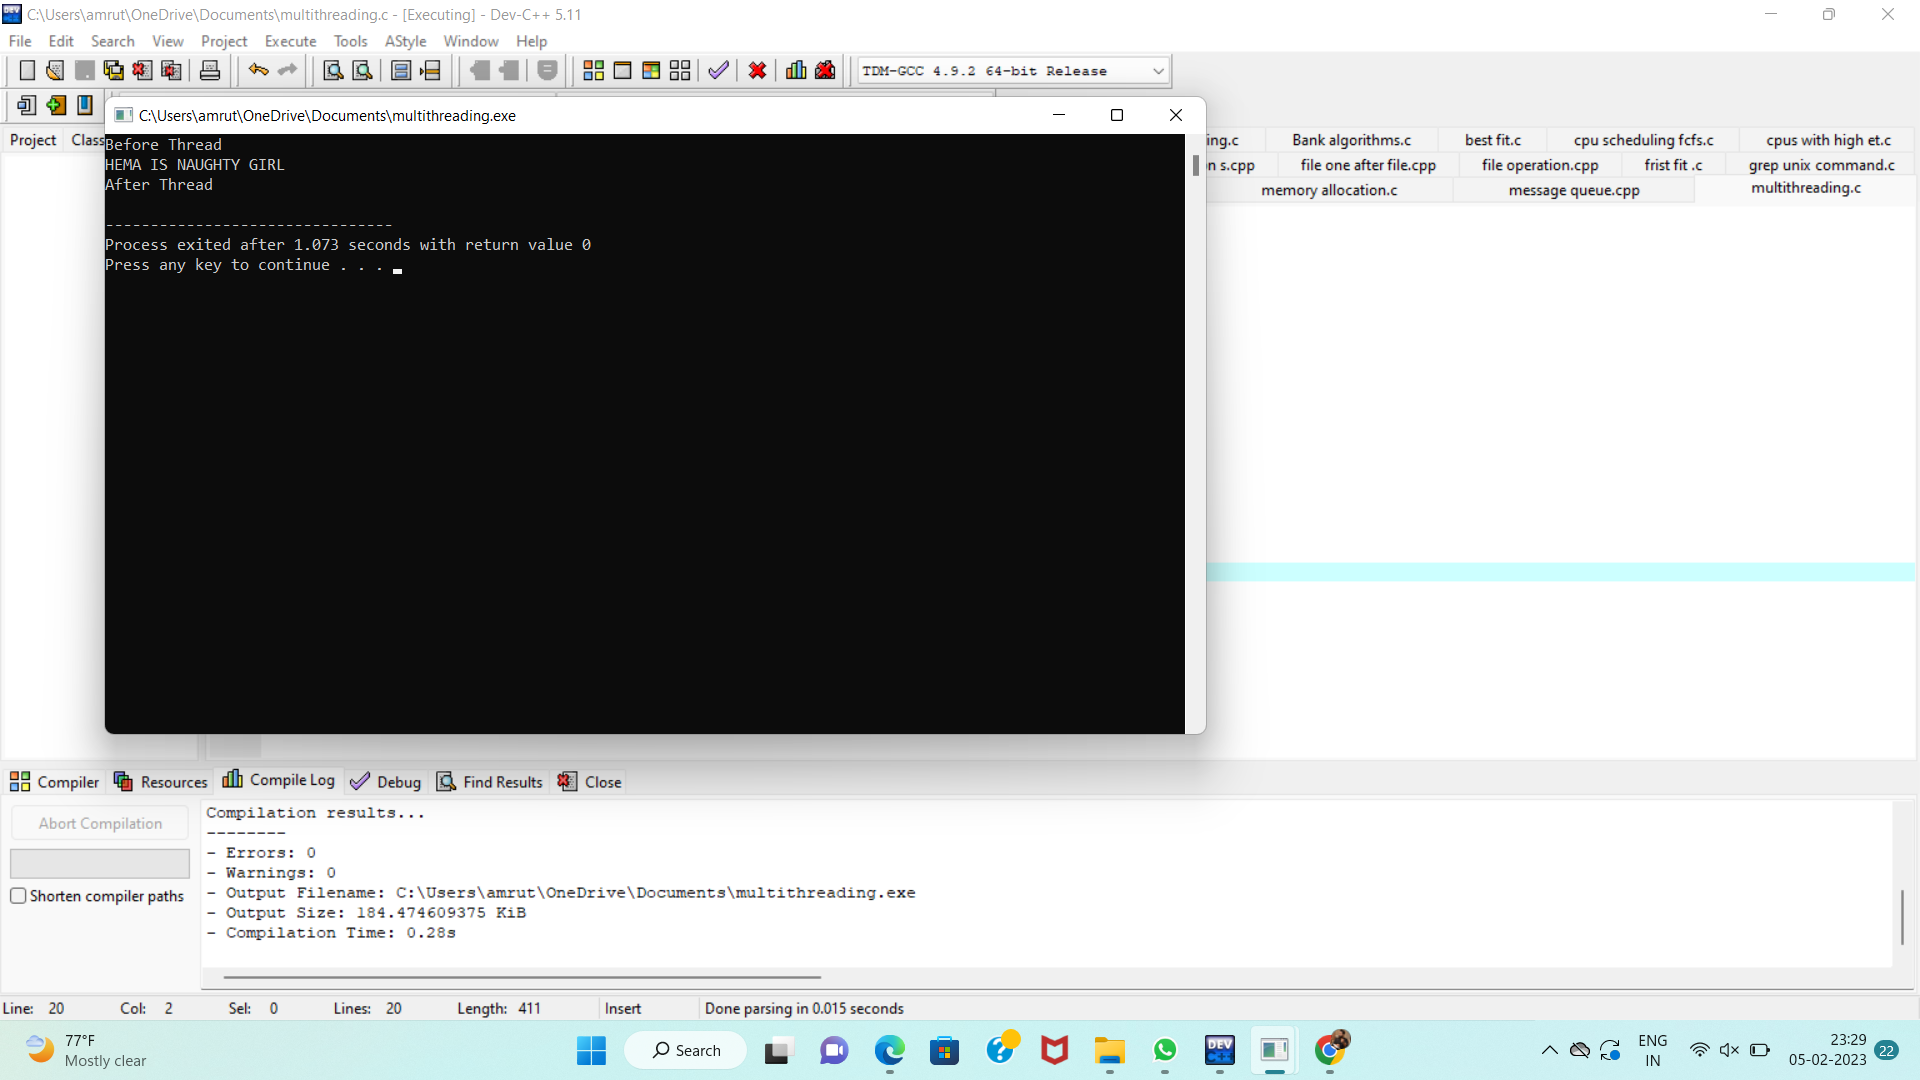 C:\Users\amrut\OneDrive\Documents\multithreading.c - [Executing] - Dev-C++ 5.11
File Edit Search View Project Execute Tools AStyle Window Help
TDM-GCC 4.9.2 64-bit Release
C:\Users\amrut\OneDrive\Documents\multithreading.exe
Before Thread
HEMA IS NAUGHTY GIRL
After Thread
--------------------------------
Process exited after 1.073 seconds with return value 0
Press any key to continue . . .
Project Class
ing.c Bank algorithms.c best fit.c cpu scheduling fcfs.c cpus with high et.c
n s.cpp file one after file.cpp file operation.cpp frist fit .c grep unix command.c
memory allocation.c message queue.cpp multithreading.c
Compiler Resources Compile Log Debug Find Results Close
Abort Compilation
Shorten compiler paths
Compilation results...
--------
- Errors: 0
- Warnings: 0
- Output Filename: C:\Users\amrut\OneDrive\Documents\multithreading.exe
- Output Size: 184.474609375 KiB
- Compilation Time: 0.28s
Line: 20 Col: 2 Sel: 0 Lines: 20 Length: 411 Insert Done parsing in 0.015 seconds
77°F
Mostly clear
Search
DEV
C++
ENG
IN
23:29
05-02-2023
22